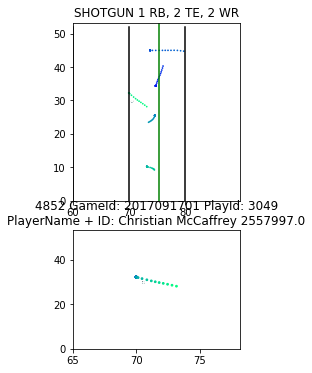 SHOTGUN 1 RB, 2 TE, 2 WR
50
40
30
20
10
0
60 70 80
4852 GameId: 2017091701 PlayId: 3049
PlayerName + ID: Christian McCaffrey 2557997.0
40
20
0
65 70 75